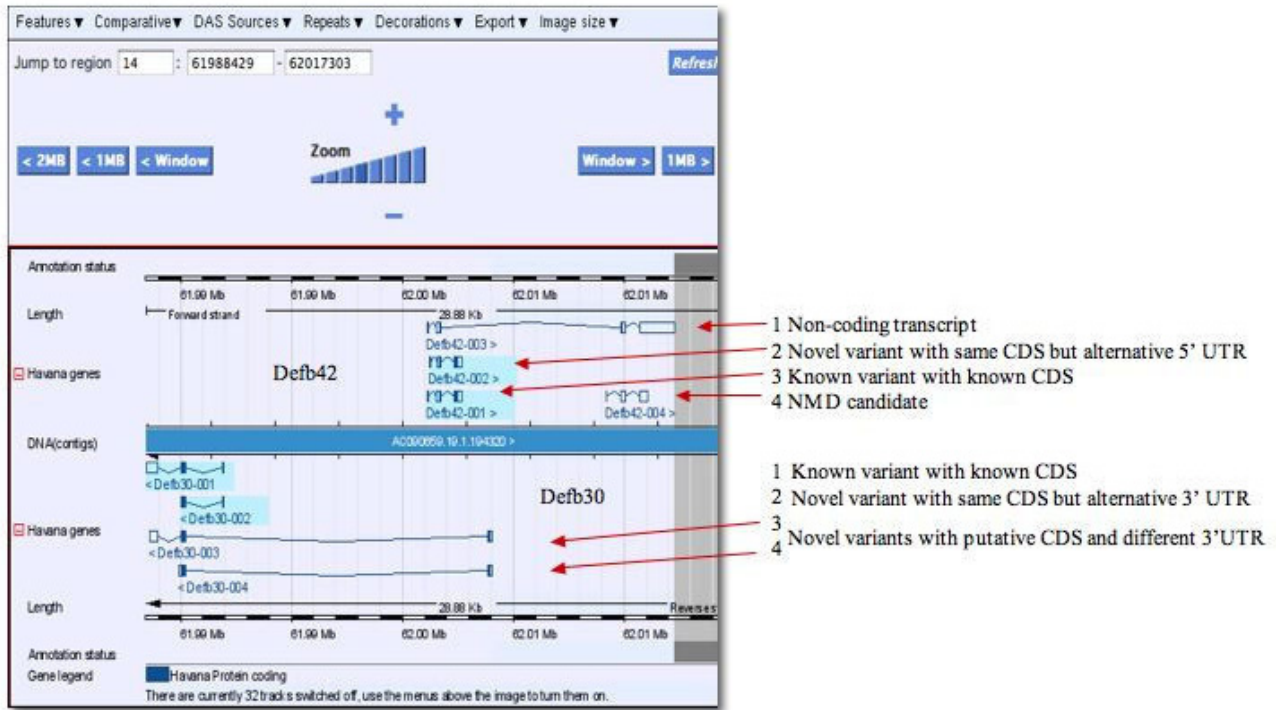 Features ▼ Comparative ▼ DAS Sources ▼ Repeats ▼ Decorations ▼ Export ▼ Image size ▼
Jump to region 14 : 61988429 - 62017303 Refresh
+
Zoom
< 2MB < 1MB < Window Window > 1MB >
−
Annotation status
61.99 Mb 61.99 Mb 62.00 Mb 62.01 Mb 62.01 Mb
Length Forward strand 28.88 Kb
1 Non-coding transcript
Defb42-003 >
2 Novel variant with same CDS but alternative 5' UTR
Havana genes Defb42 Defb42-002 >
3 Known variant with known CDS
4 NMD candidate
Defb42-001 > Defb42-004 >
DNA(contigs) AC090659.19.1.194320 >
1 Known variant with known CDS
< Defb30-001
Defb30
2 Novel variant with same CDS but alternative 3' UTR
< Defb30-002
Havana genes
3
Novel variants with putative CDS and different 3'UTR
4
< Defb30-003
< Defb30-004
Length 28.88 Kb Reverse s
61.99 Mb 61.99 Mb 62.00 Mb 62.01 Mb 62.01 Mb
Annotation status
Gene legend Havana Protein coding
There are currently 32 tracks switched off, use the menus above the image to turn them on.